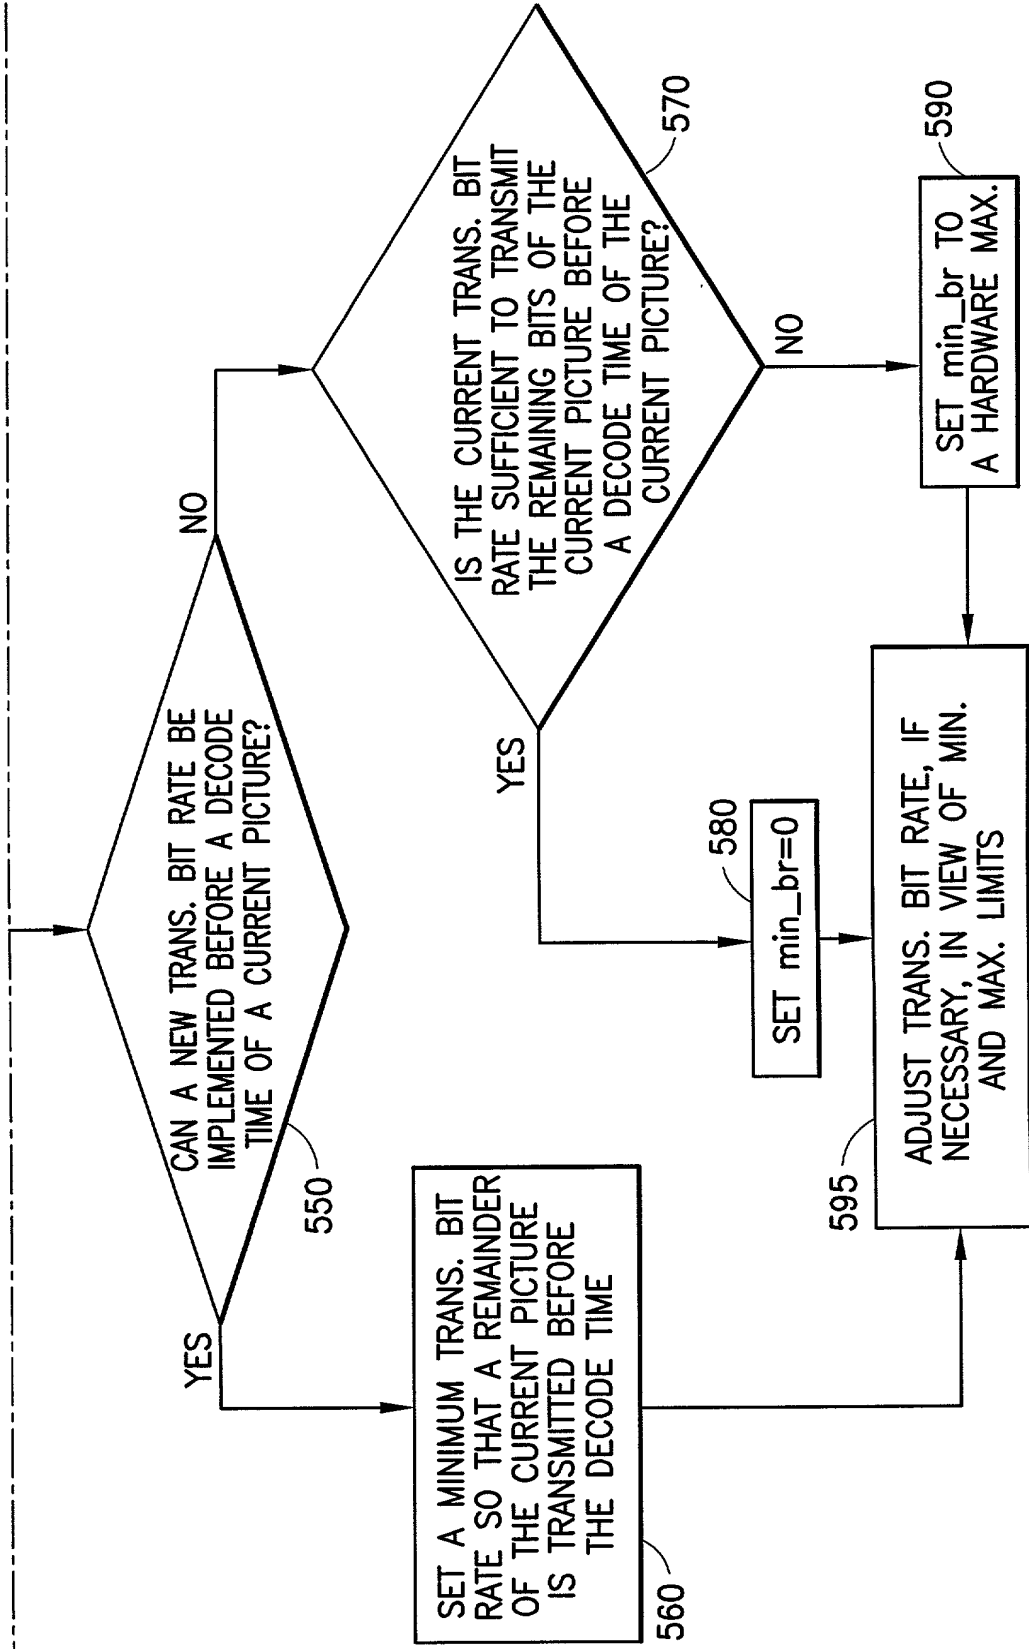 CAN A NEW TRANS. BIT RATE BE
IMPLEMENTED BEFORE A DECODE
TIME OF A CURRENT PICTURE?
550
YES
NO
SET A MINIMUM TRANS. BIT
RATE SO THAT A REMAINDER
OF THE CURRENT PICTURE
IS TRANSMITTED BEFORE
THE DECODE TIME
560
IS THE CURRENT TRANS. BIT
RATE SUFFICIENT TO TRANSMIT
THE REMAINING BITS OF THE
CURRENT PICTURE BEFORE
A DECODE TIME OF THE
CURRENT PICTURE?
570
YES
NO
SET min_br=0
580
SET min_br TO
A HARDWARE MAX.
590
ADJUST TRANS. BIT RATE, IF
NECESSARY, IN VIEW OF MIN.
AND MAX. LIMITS
595